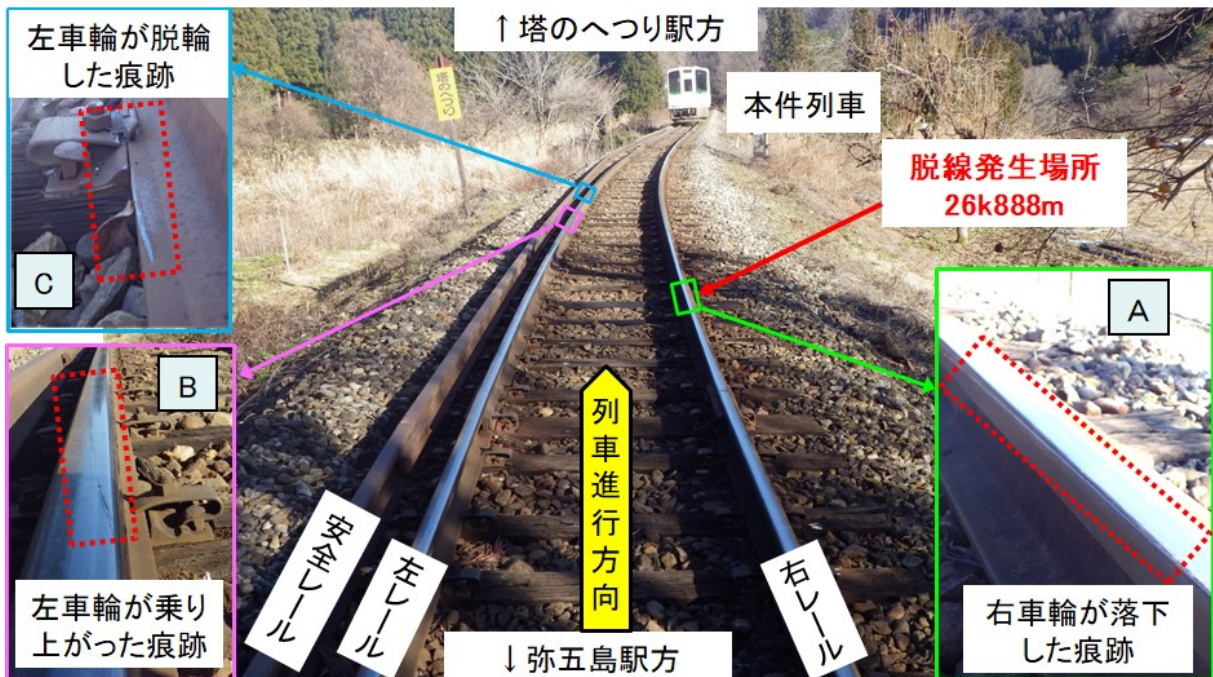 左車輪が脱輪
した痕跡
C
↑塔のへつり駅方
塔のへつり
本件列車
脱線発生場所
26k888m
A
右車輪が落下
した痕跡
B
左車輪が乗り
上がった痕跡
列車進行方向
安全レール
左レール
右レール
↓弥五島駅方